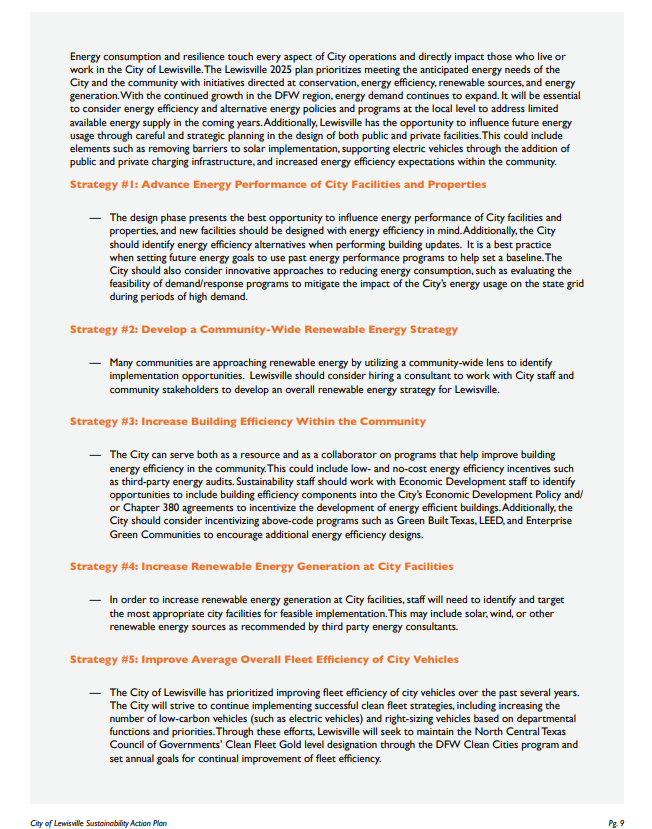 Energy consumption and resilience touch every aspect of City operations and directly impact those who live or
work in the City of Lewisville. The Lewisville 2025 plan prioritizes meeting the anticipated energy needs of the
City and the community with initiatives directed at conservation, energy efficiency, renewable sources, and energy
generation. With the continued growth in the DFW region, energy demand continues to expand. It will be essential
to consider energy efficiency and alternative energy policies and programs at the local level to address limited
available energy supply in the coming years. Additionally, Lewisville has the opportunity to influence future energy
usage through careful and strategic planning in the design of both public and private facilities. This could include
elements such as removing barriers to solar implementation, supporting electric vehicles through the addition of
public and private charging infrastructure, and increased energy efficiency expectations within the community.
Strategy #1: Advance Energy Performance of City Facilities and Properties
— The design phase presents the best opportunity to influence energy performance of City facilities and
properties, and new facilities should be designed with energy efficiency in mind. Additionally, the City
should identify energy efficiency alternatives when performing building updates. It is a best practice
when setting future energy goals to use past energy performance programs to help set a baseline. The
City should also consider innovative approaches to reducing energy consumption, such as evaluating the
feasibility of demand/response programs to mitigate the impact of the City's energy usage on the state grid
during periods of high demand.
Strategy #2: Develop a Community-Wide Renewable Energy Strategy
— Many communities are approaching renewable energy by utilizing a community-wide lens to identify
implementation opportunities. Lewisville should consider hiring a consultant to work with City staff and
community stakeholders to develop an overall renewable energy strategy for Lewisville.
Strategy #3: Increase Building Efficiency Within the Community
— The City can serve both as a resource and as a collaborator on programs that help improve building
energy efficiency in the community. This could include low- and no-cost energy efficiency incentives such
as third-party energy audits. Sustainability staff should work with Economic Development staff to identify
opportunities to include building efficiency components into the City's Economic Development Policy and/
or Chapter 380 agreements to incentivize the development of energy efficient buildings. Additionally, the
City should consider incentivizing above-code programs such as Green Built Texas, LEED, and Enterprise
Green Communities to encourage additional energy efficiency designs.
Strategy #4: Increase Renewable Energy Generation at City Facilities
— In order to increase renewable energy generation at City facilities, staff will need to identify and target
the most appropriate city facilities for feasible implementation. This may include solar, wind, or other
renewable energy sources as recommended by third party energy consultants.
Strategy #5: Improve Average Overall Fleet Efficiency of City Vehicles
— The City of Lewisville has prioritized improving fleet efficiency of city vehicles over the past several years.
The City will strive to continue implementing successful clean fleet strategies, including increasing the
number of low-carbon vehicles (such as electric vehicles) and right-sizing vehicles based on departmental
functions and priorities. Through these efforts, Lewisville will seek to maintain the North Central Texas
Council of Governments' Clean Fleet Gold level designation through the DFW Clean Cities program and
set annual goals for continual improvement of fleet efficiency.
City of Lewisville Sustainability Action Plan
Pg. 9